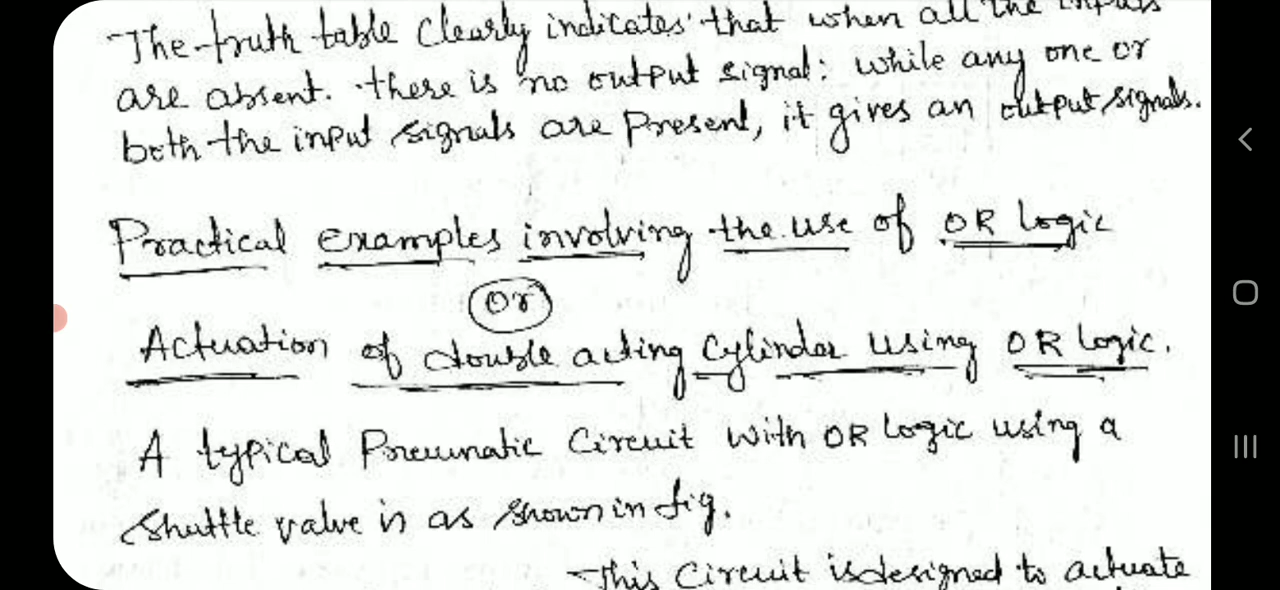 The truth table Clearly indicates that when all the inputs
are absent. there is no output signal: while any one or
both the input signals are Present, it gives an output signals.
Practical examples involving the use of OR logic
or
Actuation of double acting Cylinder using OR logic.
A typical Pneumatic Circuit with OR logic using a
Shuttle valve is as shown in fig.
This Circuit is designed to actuate